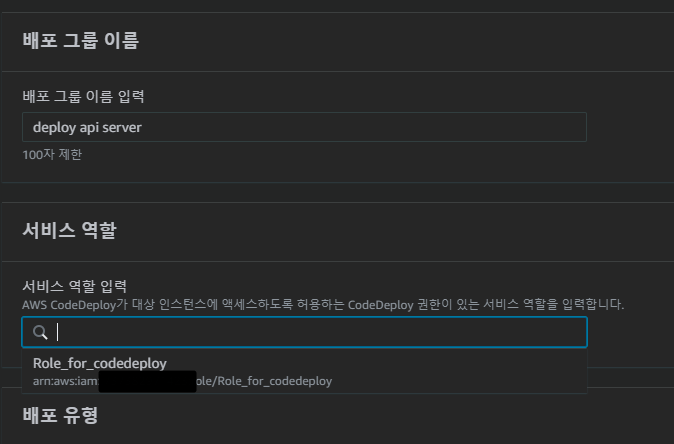 배포 그룹 이름
배포 그룹 이름 입력
deploy api server
100자 제한
서비스 역할
서비스 역할 입력
AWS CodeDeploy가 대상 인스턴스에 액세스하도록 허용하는 CodeDeploy 권한이 있는 서비스 역할을 입력합니다.
Role_for_codedeploy
arn:aws:iam: ole/Role_for_codedeploy
배포 유형